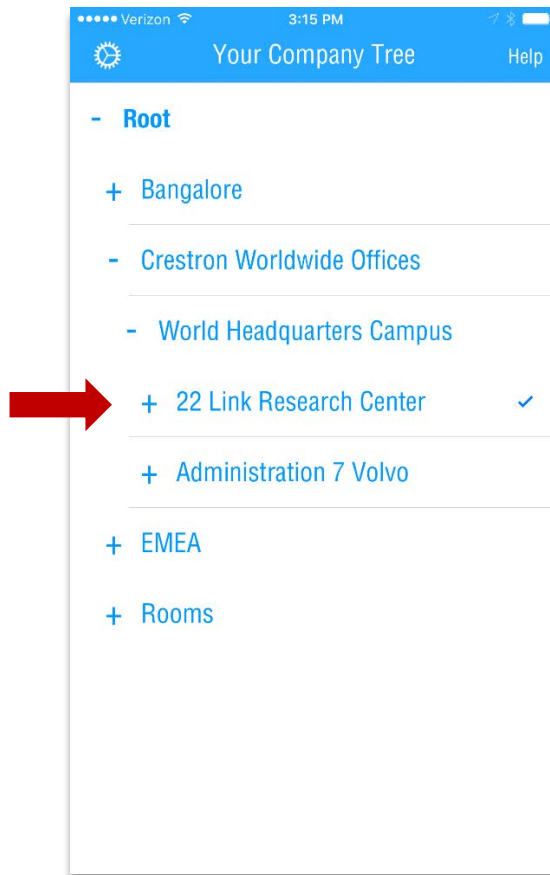 Verizon 3:15 PM
Your Company Tree Help
- Root
+ Bangalore
- Crestron Worldwide Offices
- World Headquarters Campus
+ 22 Link Research Center
+ Administration 7 Volvo
+ EMEA
+ Rooms